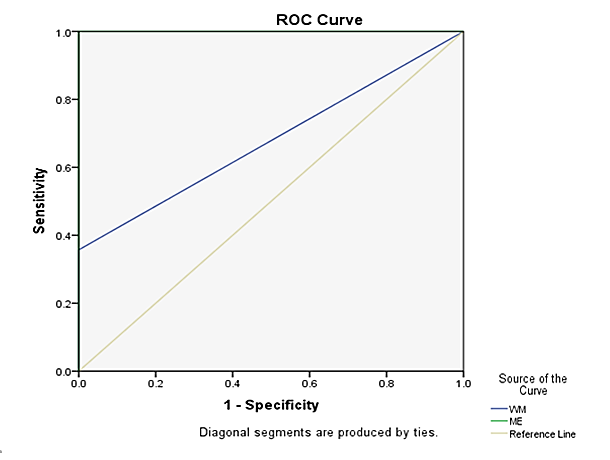 ROC Curve
1.0
0.8
0.6
0.4
0.2
0.0
Sensitivity
0.0 0.2 0.4 0.6 0.8 1.0
1 - Specificity
Diagonal segments are produced by ties.
Source of the
Curve
WM
ME
Reference Line